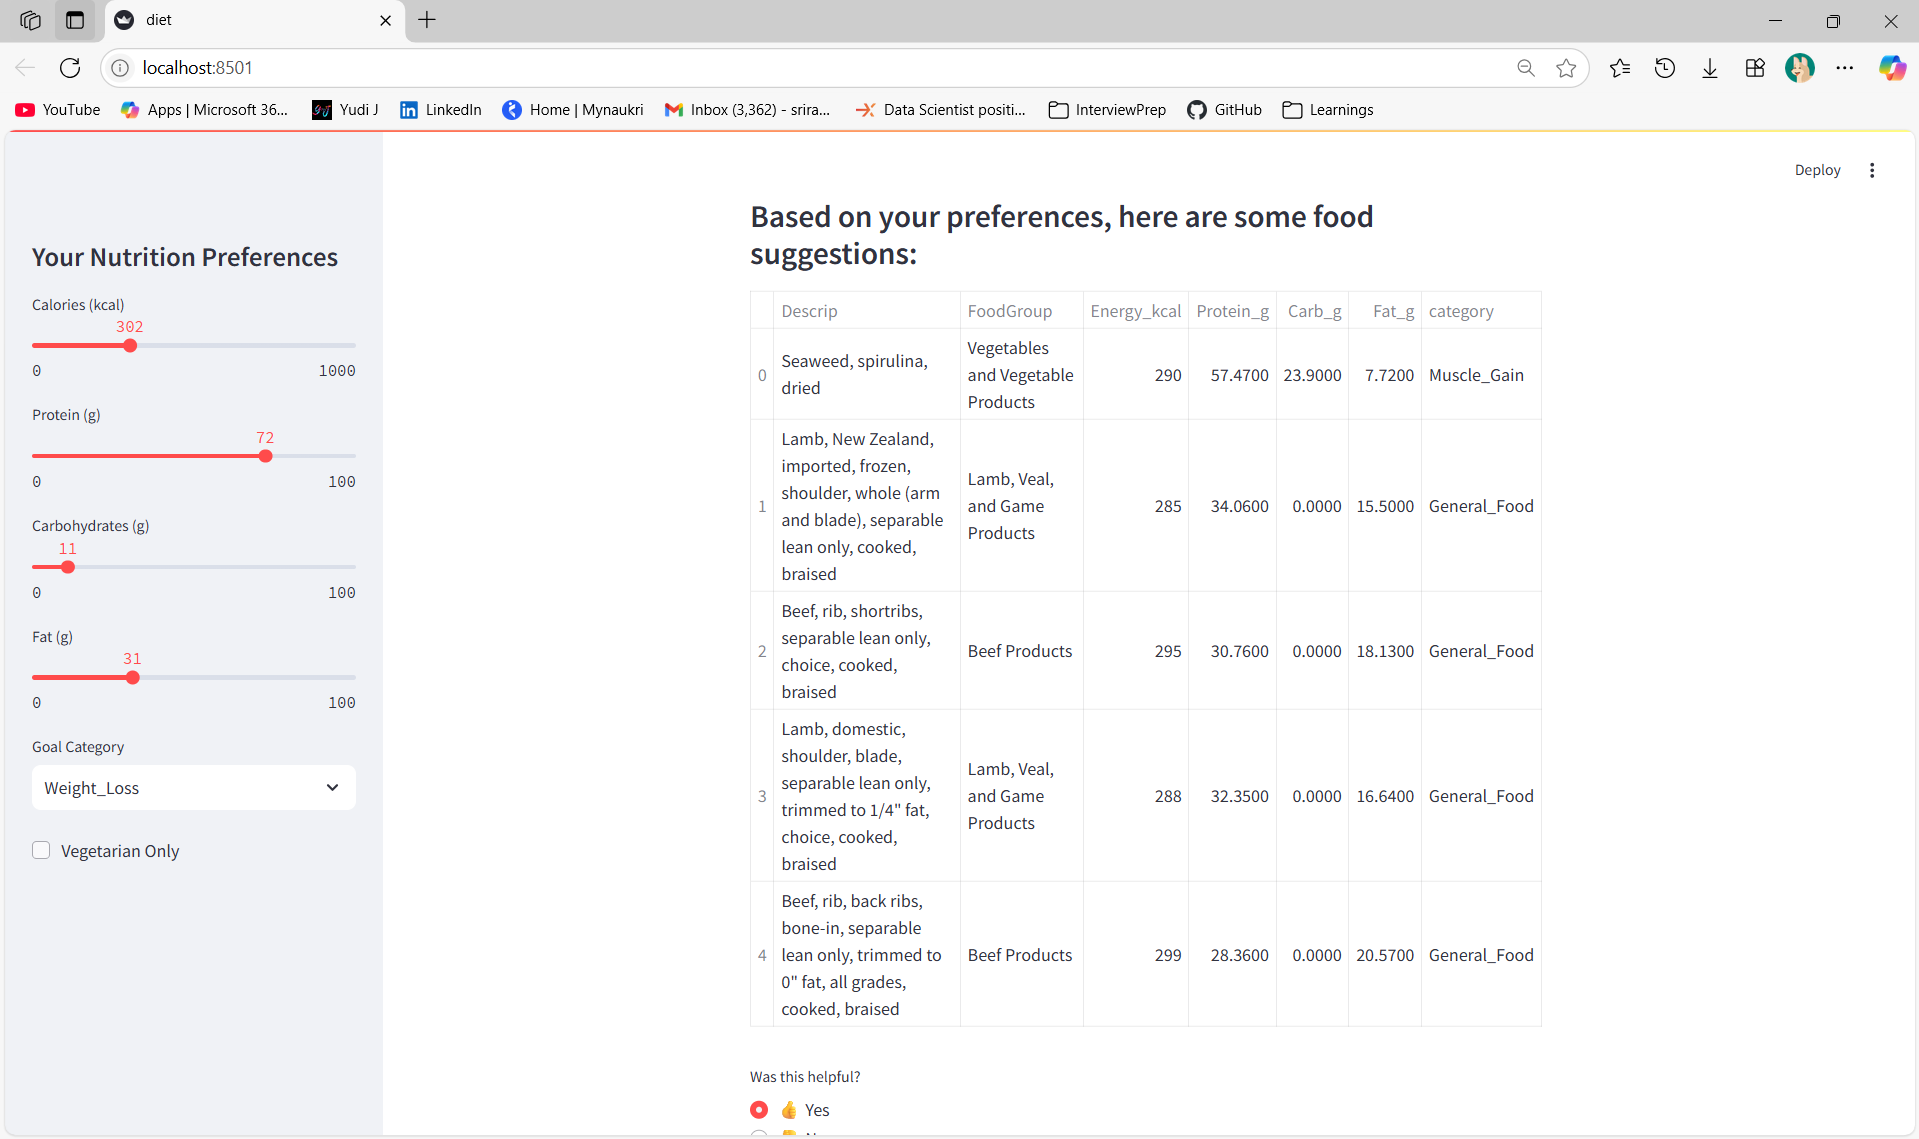 diet
localhost:8501
YouTube
Apps | Microsoft 36...
Yudi J
LinkedIn
Home | Mynaukri
Inbox (3,362) - srira...
Data Scientist positi...
InterviewPrep
GitHub
Learnings
Deploy
Your Nutrition Preferences
Calories (kcal)
302
0 1000
Protein (g)
72
0 100
Carbohydrates (g)
11
0 100
Fat (g)
31
0 100
Goal Category
Weight_Loss
Vegetarian Only
Based on your preferences, here are some food
suggestions:
Descrip FoodGroup Energy_kcal Protein_g Carb_g Fat_g category
0 Seaweed, spirulina,
dried
Vegetables
and Vegetable
Products
290 57.4700 23.9000 7.7200 Muscle_Gain
1 Lamb, New Zealand,
imported, frozen,
shoulder, whole (arm
and blade), separable
lean only, cooked,
braised
Lamb, Veal,
and Game
Products
285 34.0600 0.0000 15.5000 General_Food
2 Beef, rib, shortribs,
separable lean only,
choice, cooked,
braised
Beef Products
295 30.7600 0.0000 18.1300 General_Food
3 Lamb, domestic,
shoulder, blade,
separable lean only,
trimmed to 1/4" fat,
choice, cooked,
braised
Lamb, Veal,
and Game
Products
288 32.3500 0.0000 16.6400 General_Food
4 Beef, rib, back ribs,
bone-in, separable
lean only, trimmed to
0" fat, all grades,
cooked, braised
Beef Products
299 28.3600 0.0000 20.5700 General_Food
Was this helpful?
👍 Yes